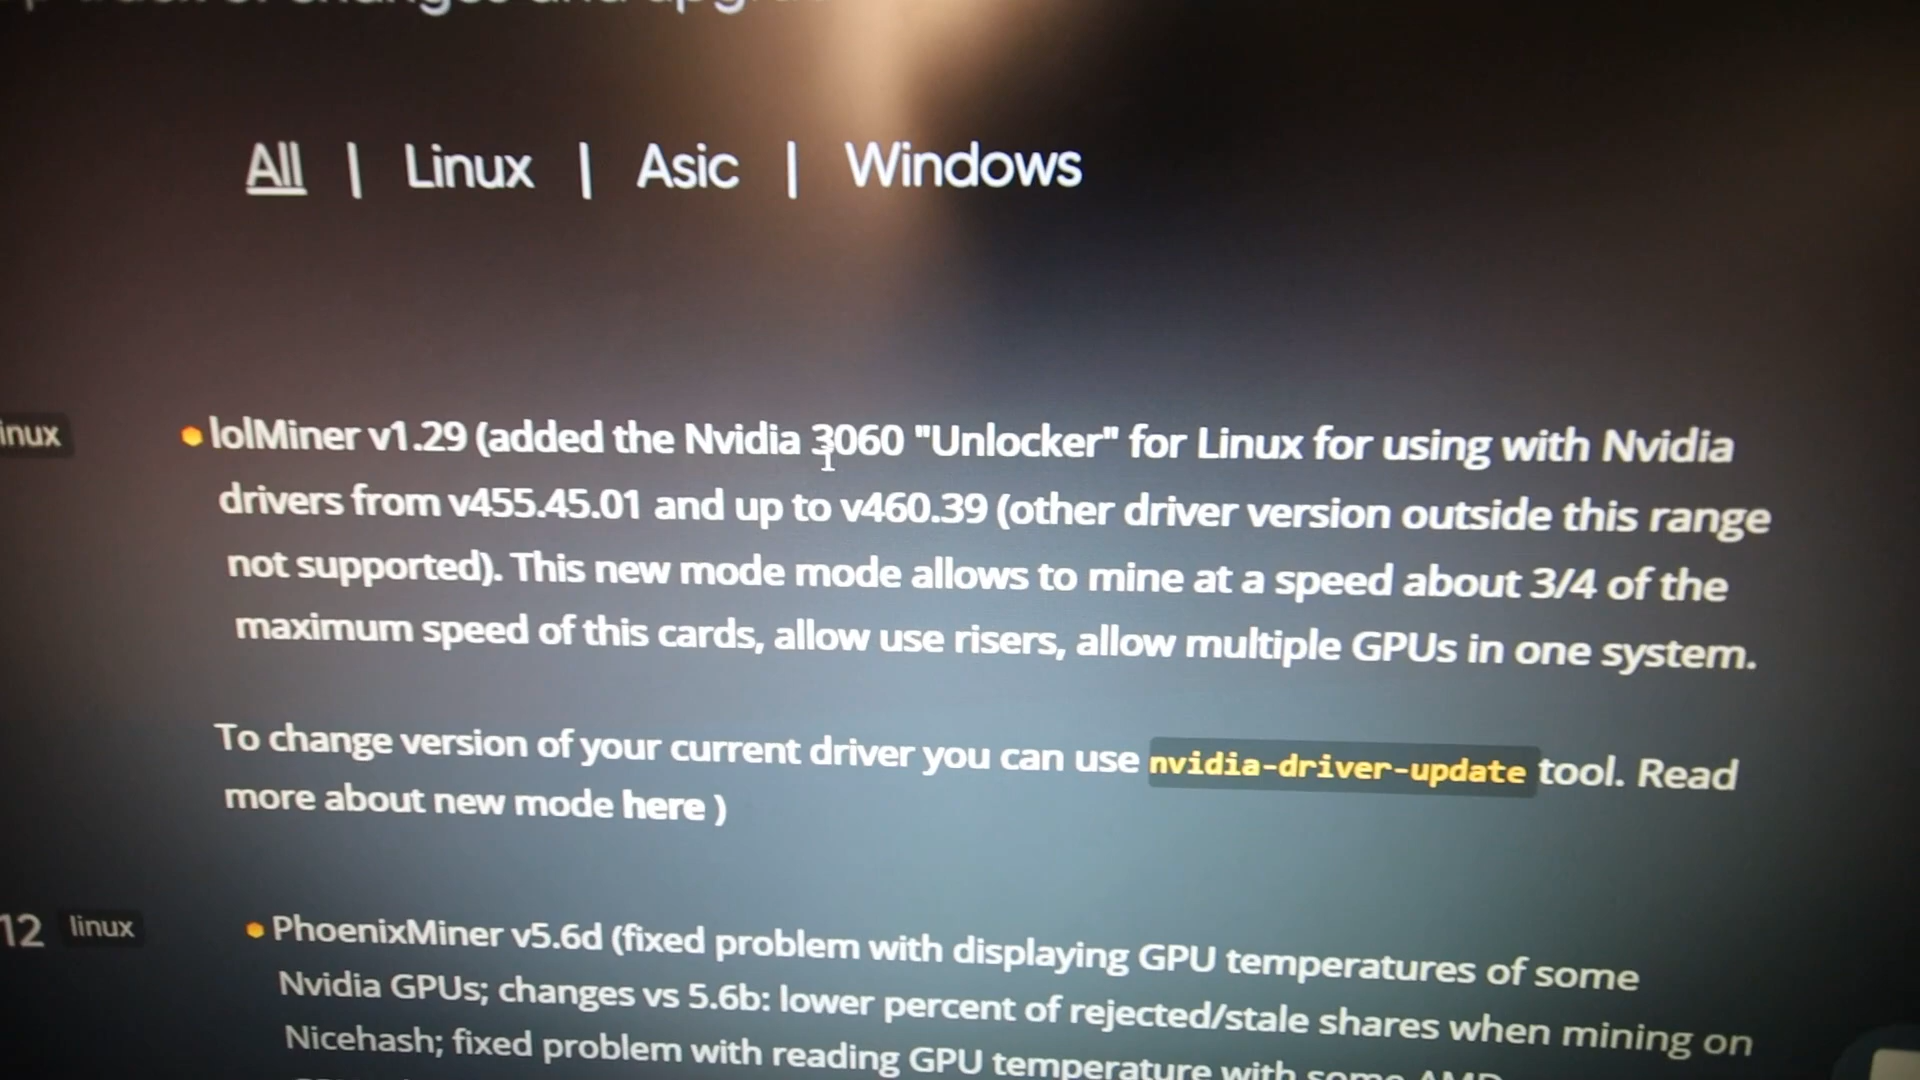 track of changes and
All | Linux | Asic | Windows
inux
lolMiner v1.29 (added the Nvidia 3060 "Unlocker" for Linux for using with Nvidia
drivers from v455.45.01 and up to v460.39 (other driver version outside this range
not supported). This new mode mode allows to mine at a speed about 3/4 of the
maximum speed of this cards, allow use risers, allow multiple GPUs in one system.
To change version of your current driver you can use nvidia-driver-update tool. Read
more about new mode here )
12 linux
PhoenixMiner v5.6d (fixed problem with displaying GPU temperatures of some
Nvidia GPUs; changes vs 5.6b: lower percent of rejected/stale shares when mining on
Nicehash; fixed problem with reading GPU temperature with some AMD